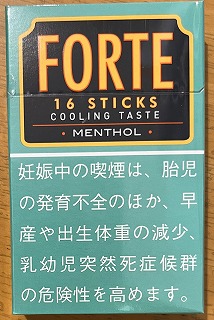 FORTE
16 STICKS
COOLING TASTE
• MENTHOL •
妊娠中の喫煙は、胎児
の発育不全のほか、早
産や出生体重の減少、
乳幼児突然死症候群
の危険性を高めます。